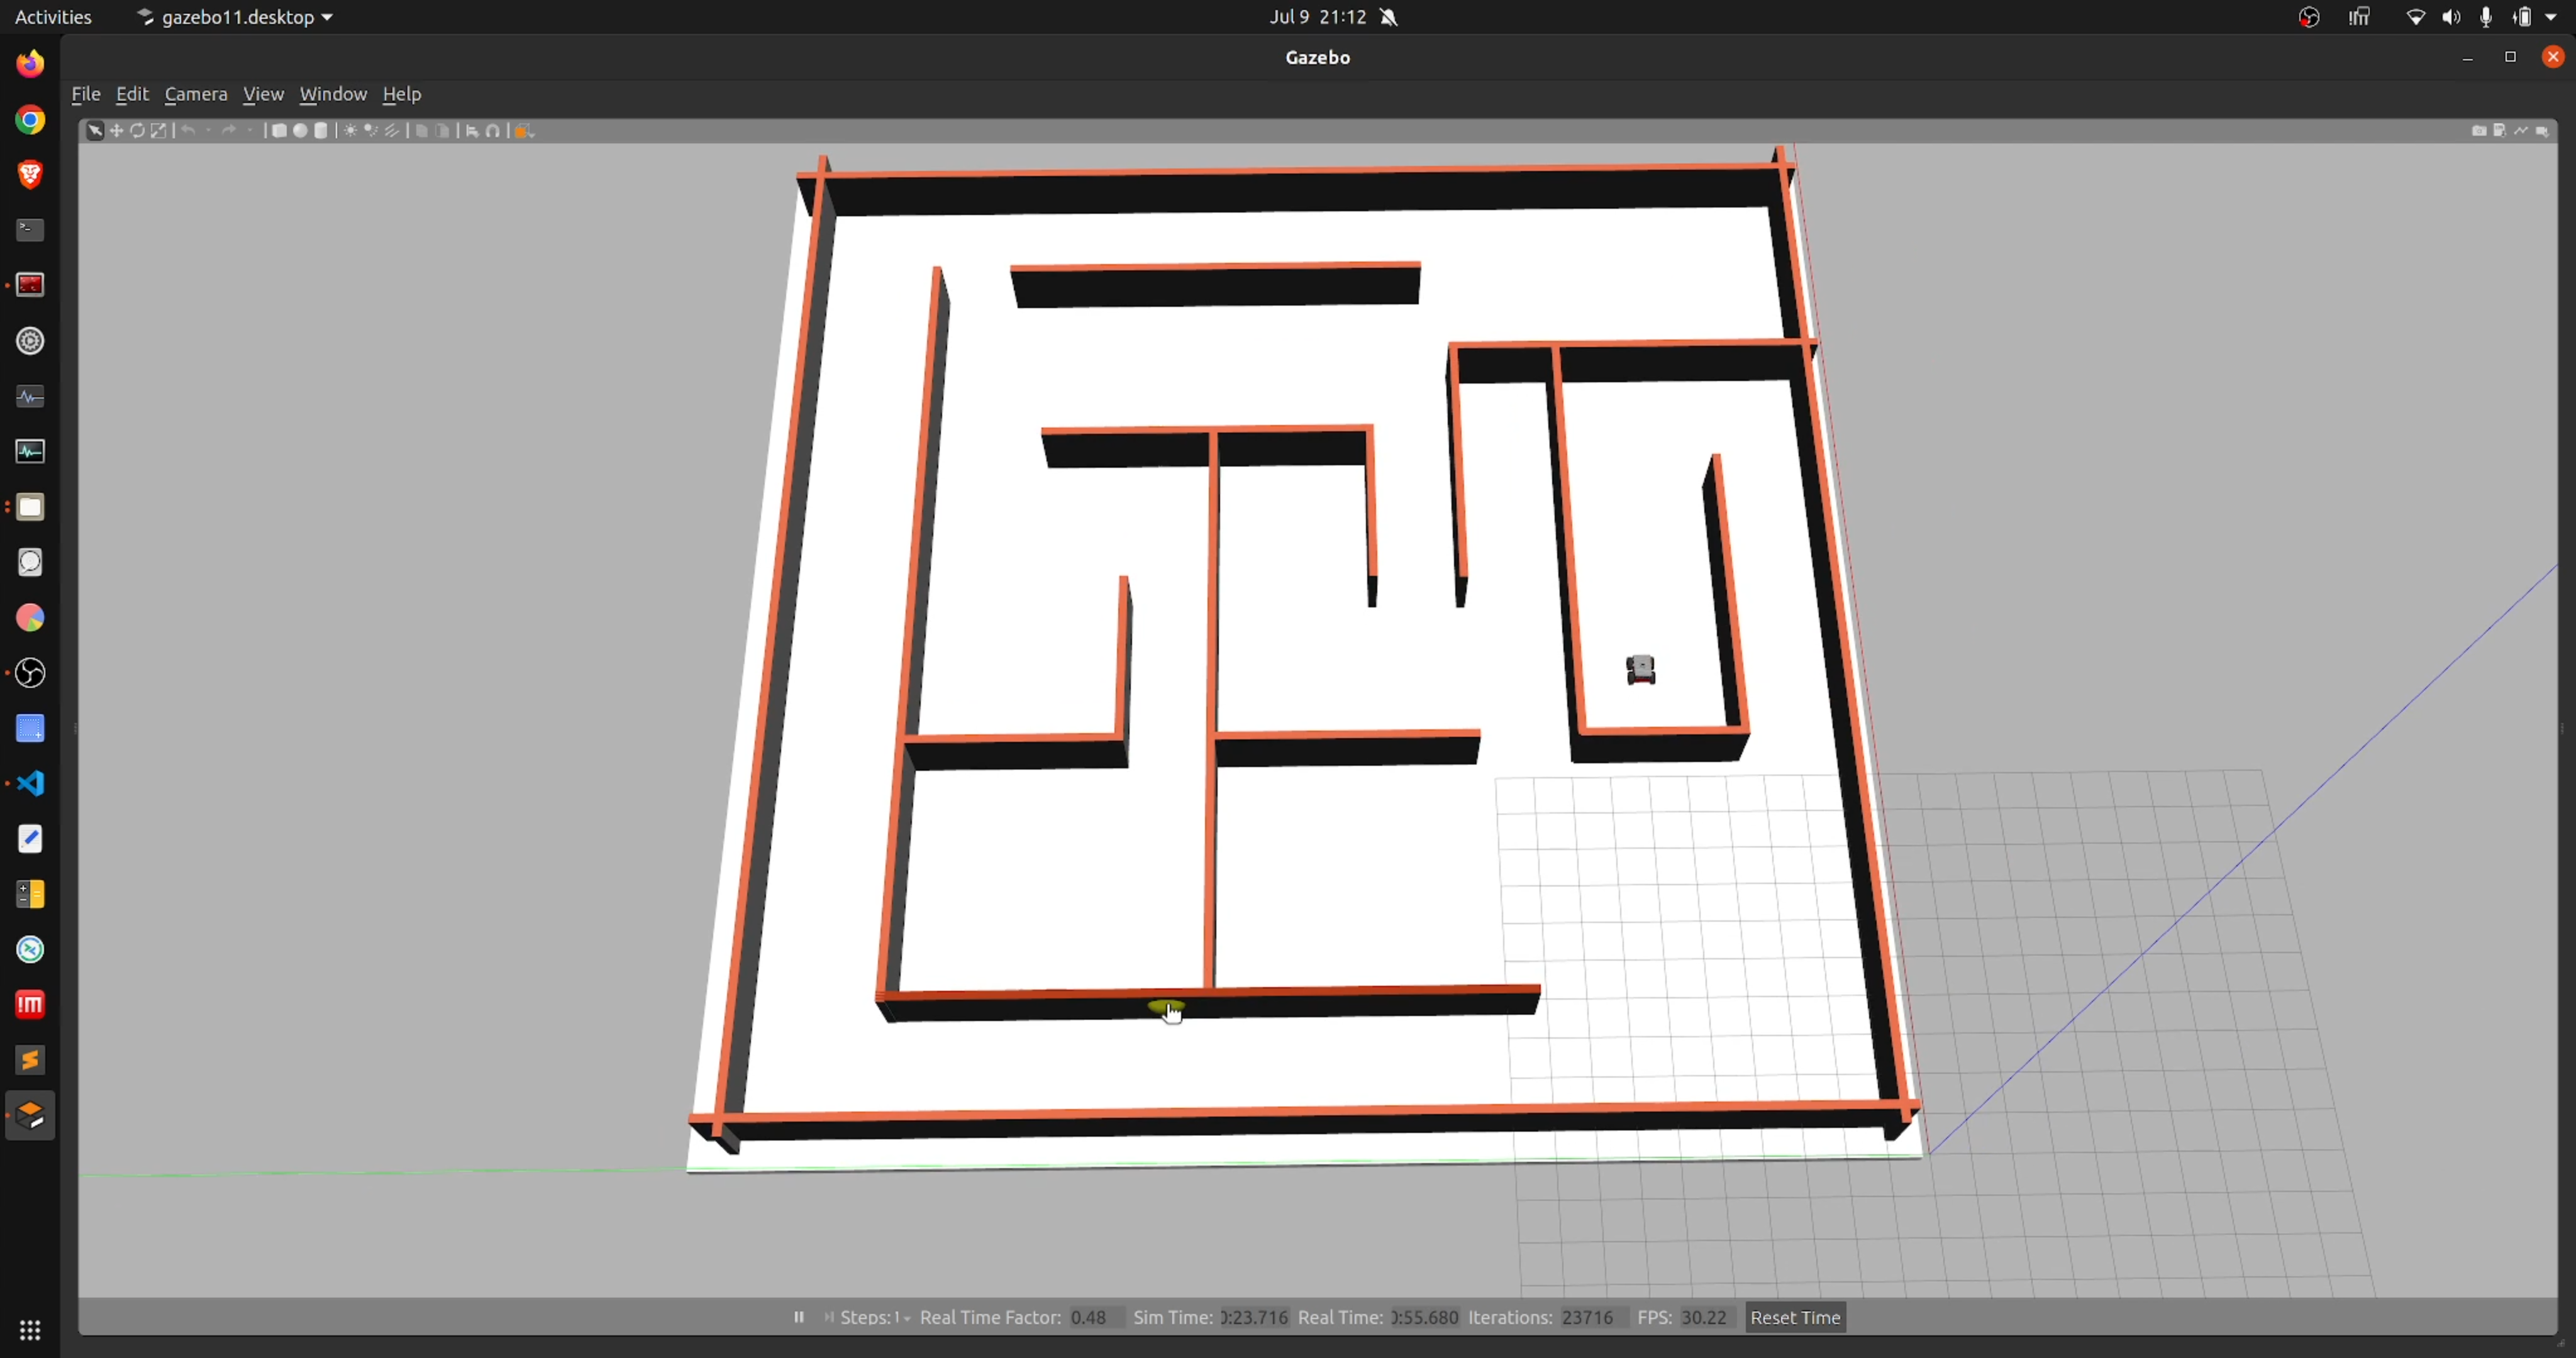 Activities gazebo11.desktop Jul 9 21:12
Gazebo
File Edit Camera View Window Help
Steps: 1 Real Time Factor: 0.48 Sim Time: 0:23.716 Real Time: 0:55.680 Iterations: 23716 FPS: 30.22 Reset Time